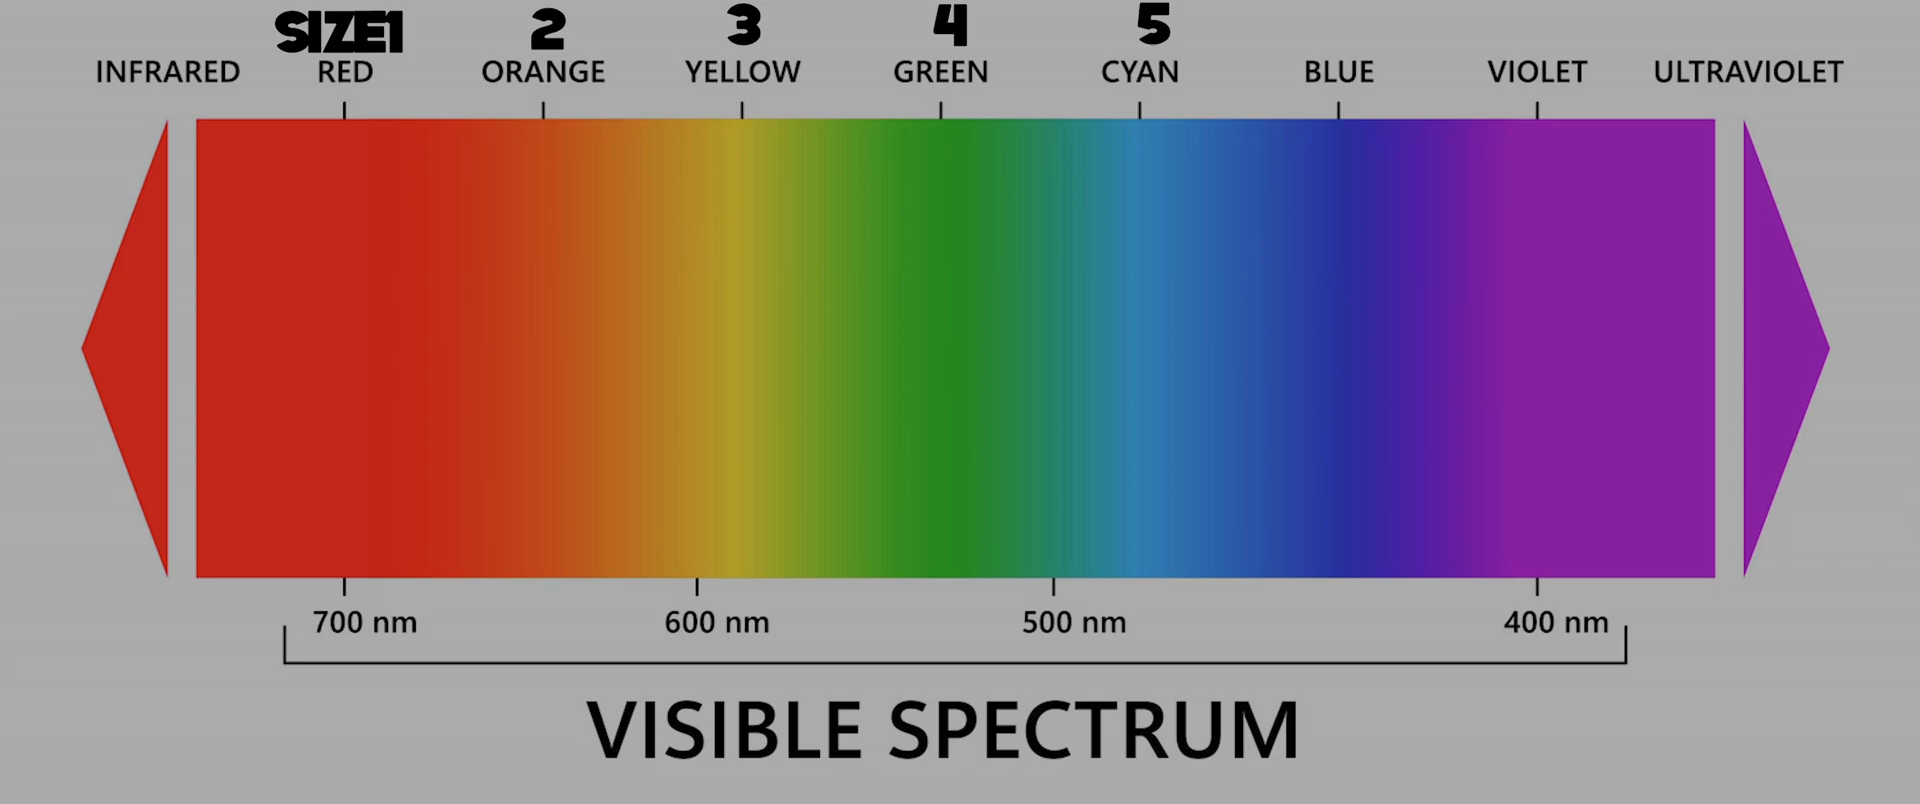 SIZE1 2 3 4 5
INFRARED RED ORANGE YELLOW GREEN CYAN BLUE VIOLET ULTRAVIOLET
700 nm 600 nm 500 nm 400 nm
VISIBLE SPECTRUM